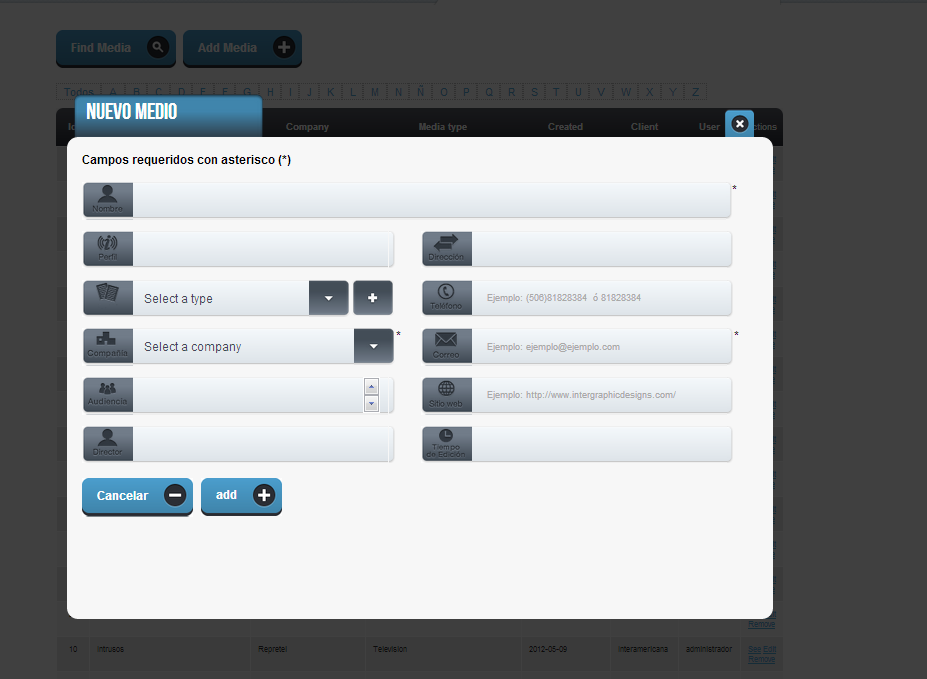 Find Media
Add Media
Todos A B C D E F G H I J K L M N Ñ O P Q R S T U V W X Y Z
NUEVO MEDIO
Company Media type Created Client User
Campos requeridos con asterisco (*)
Nombre *
Perfil
Dirección
Select a type
Teléfono Ejemplo: (506)81828384 ó 81828384
Compañía Select a company *
Correo Ejemplo: ejemplo@ejemplo.com *
Audiencia
Sitio web Ejemplo: http://www.intergraphicdesigns.com/
Director
Tiempo
de Edición
Cancelar
add
Remove
10 Intrusos Repretel Television 2012-05-09 Interamericana administrador See Edit
Remove